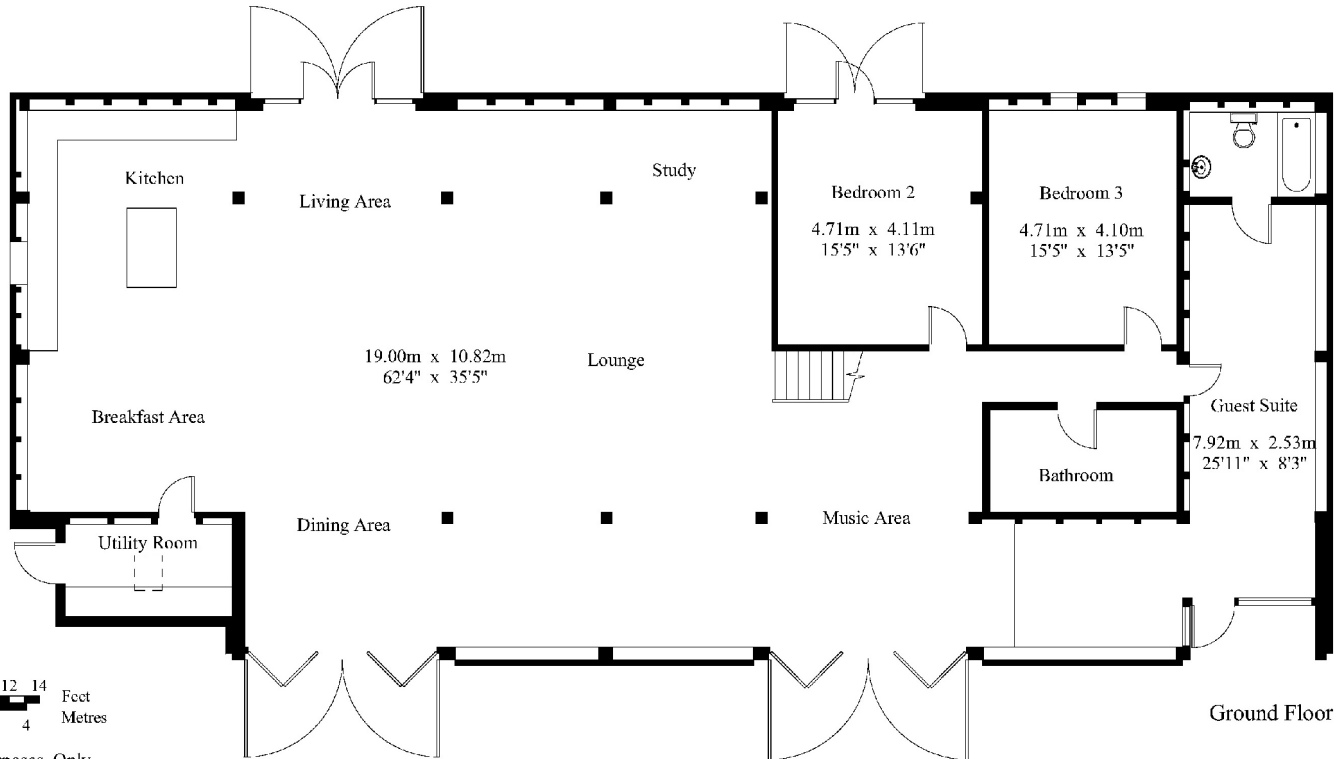 Kitchen
Living Area
Study
Bedroom 2
4.71m x 4.11m
15'5" x 13'6"
Bedroom 3
4.71m x 4.10m
15'5" x 13'5"
19.00m x 10.82m
62'4" x 35'5"
Lounge
Breakfast Area
Guest Suite
7.92m x 2.53m
25'11" x 8'3"
Bathroom
Dining Area
Music Area
Utility Room
12 14 Feet
Metres
4
Ground Floor
Only